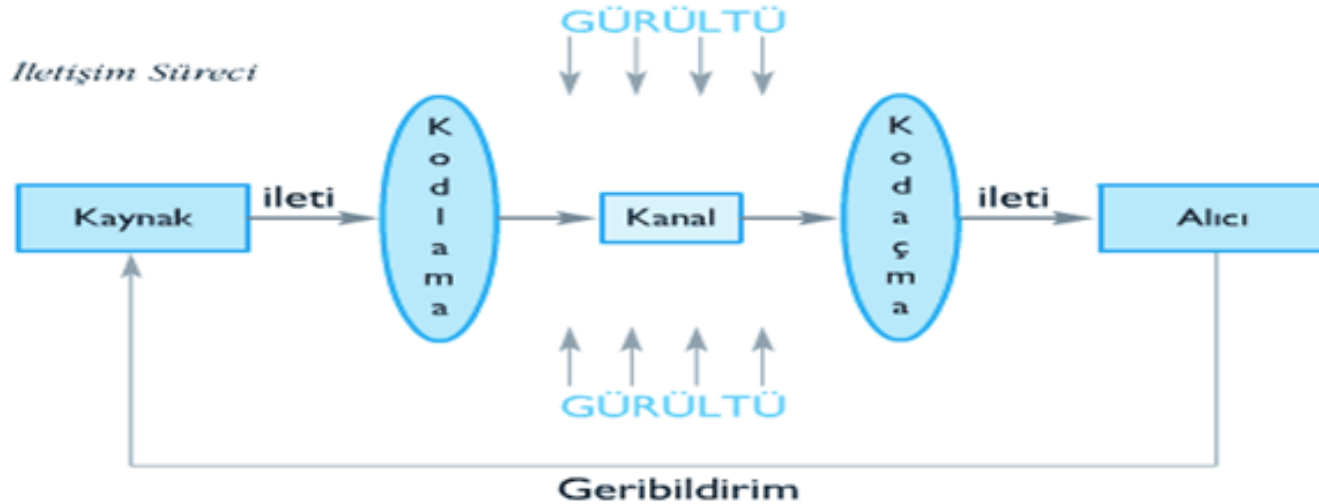 GÜRÜLTÜ
İletişim Süreci
Kaynak
ileti
Kodlama
Kanal
Kodaçma
ileti
Alıcı
GÜRÜLTÜ
Geribildirim